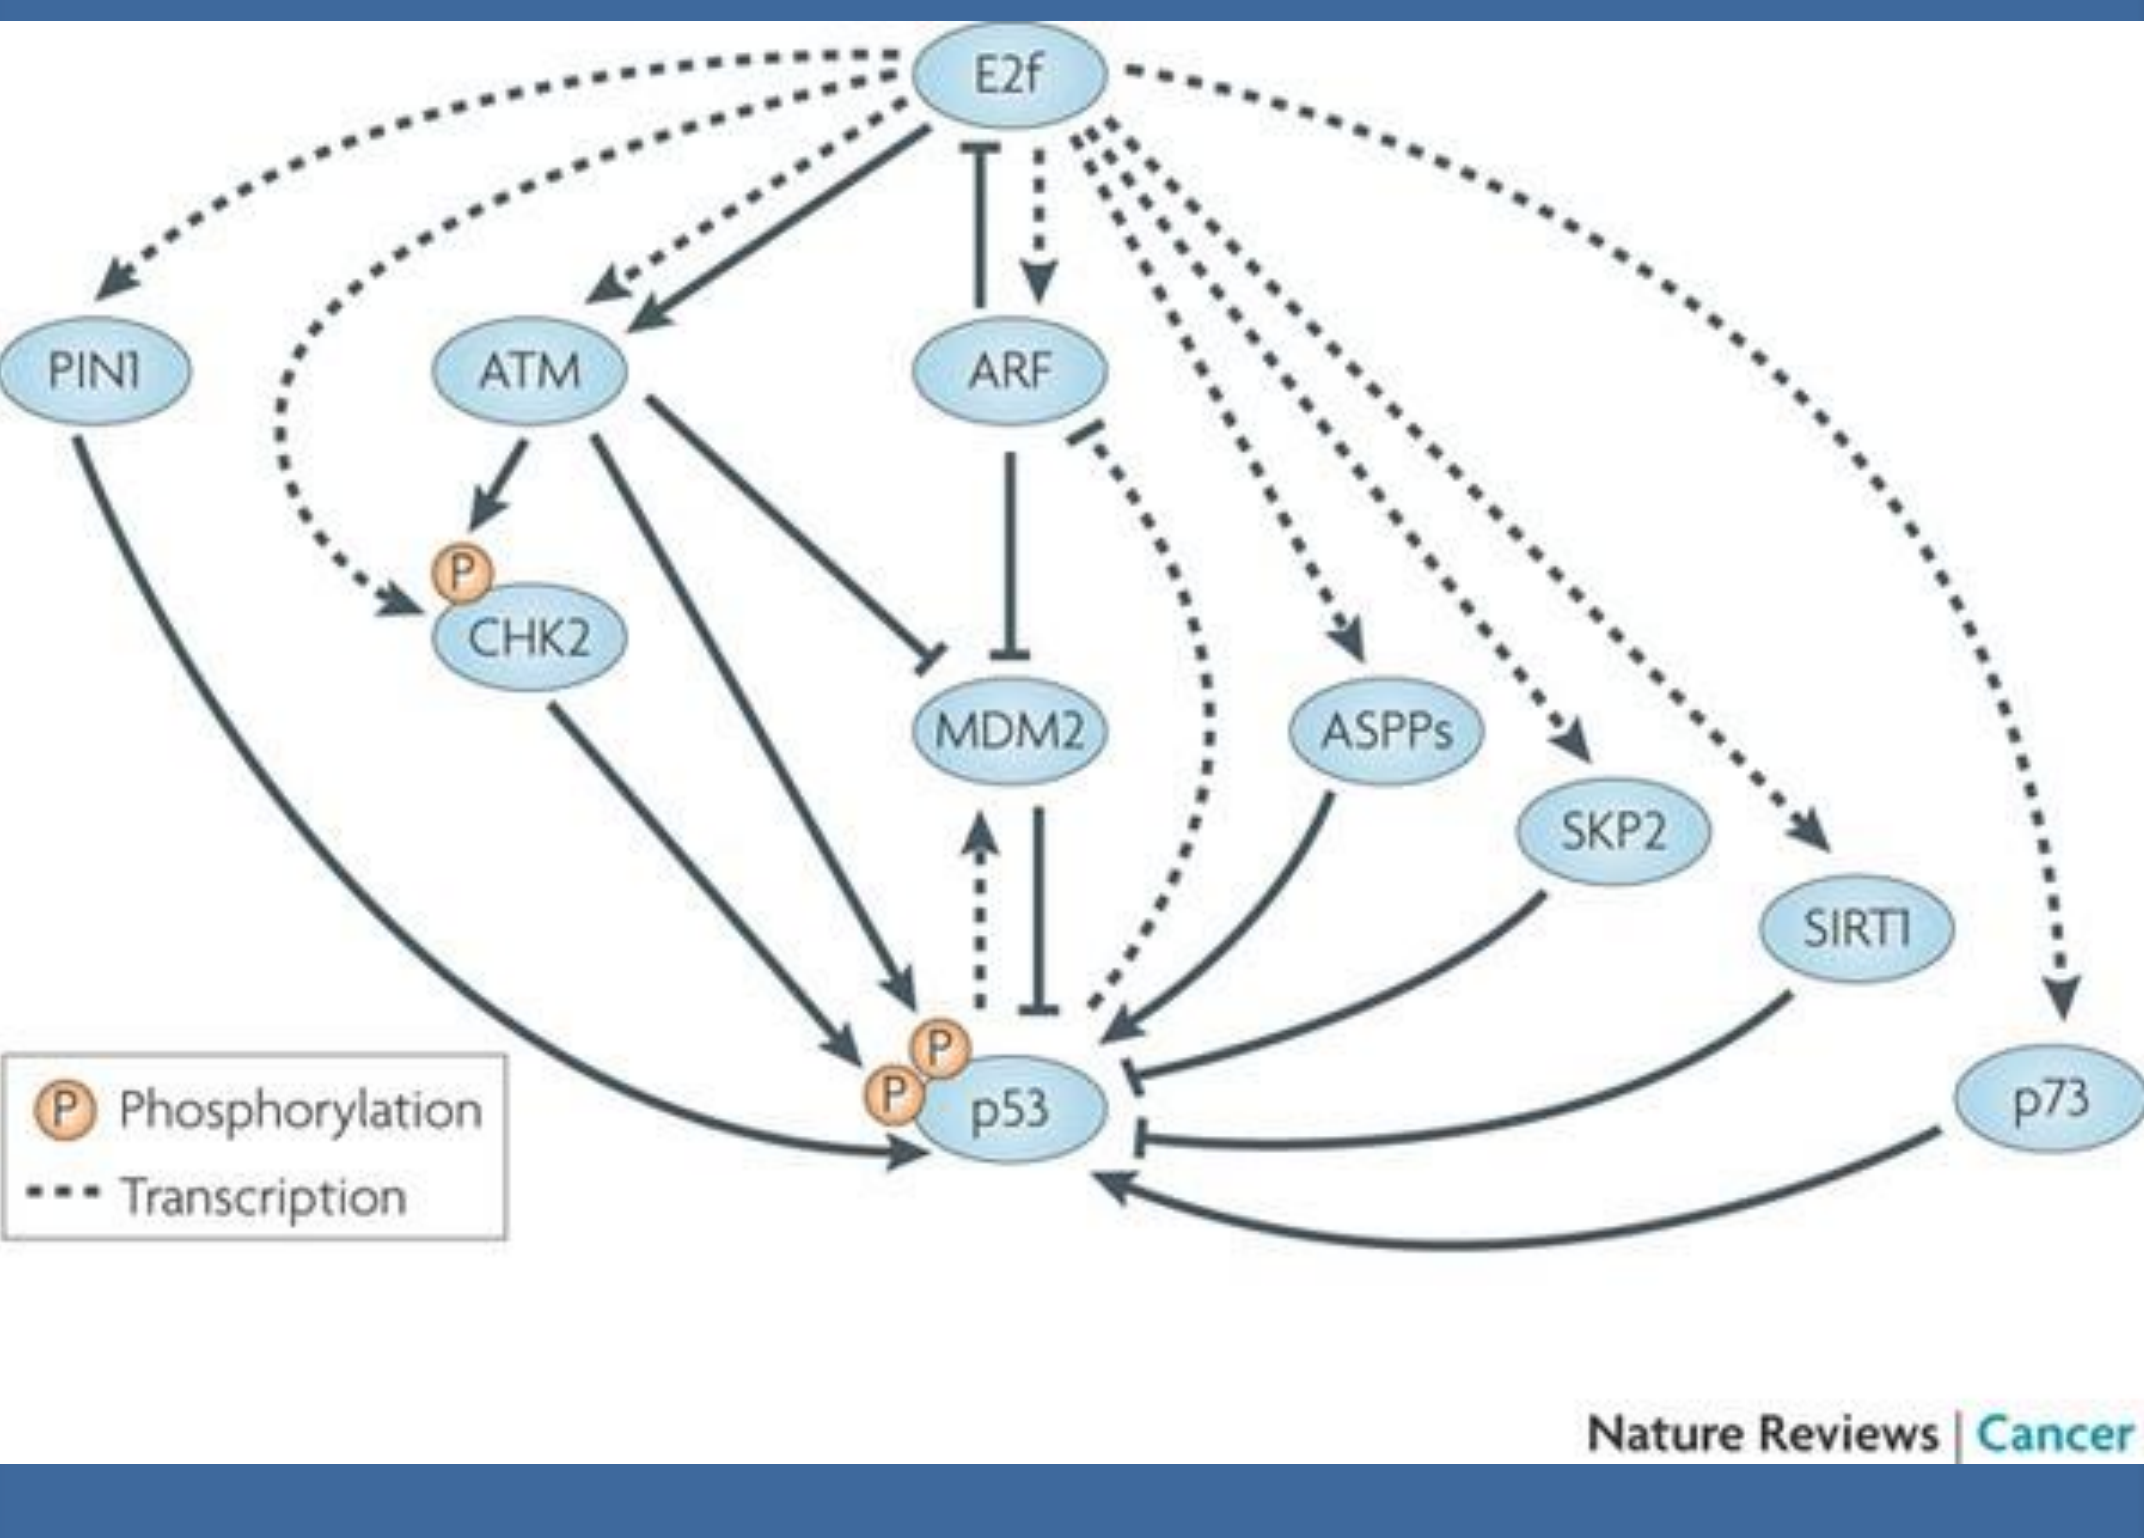 E2f
PIN1
ATM
ARF
P
CHK2
MDM2
ASPPs
SKP2
SIRT1
P
P
p53
p73
P Phosphorylation
Transcription
Nature Reviews | Cancer